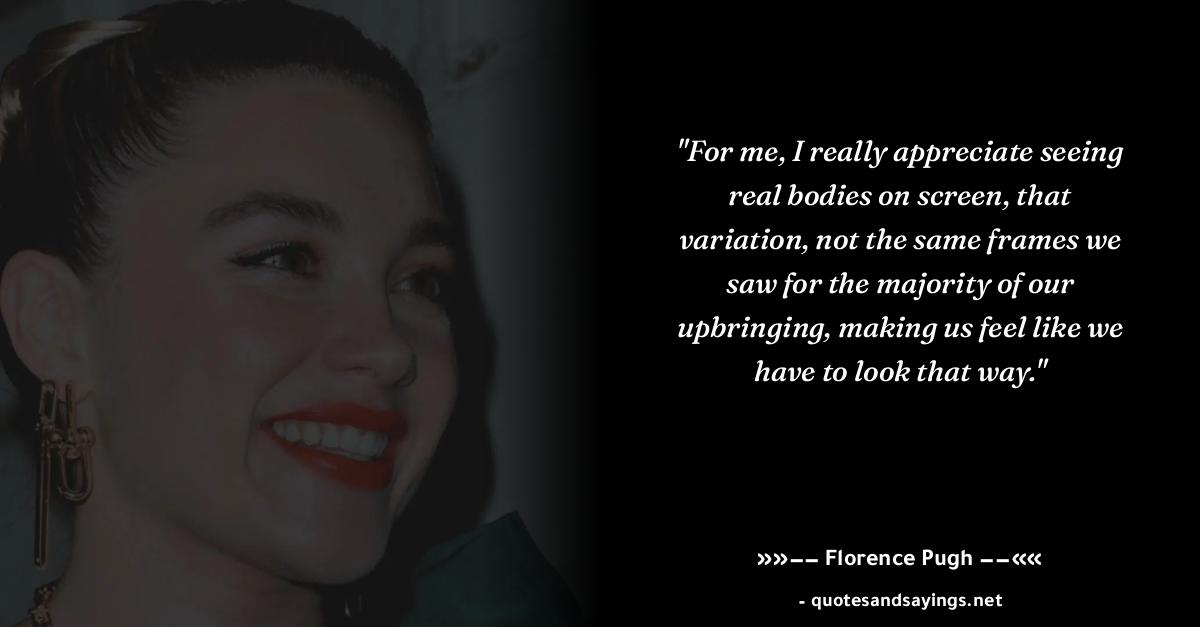 "For me, I really appreciate seeing
real bodies on screen, that
variation, not the same frames we
saw for the majority of our
upbringing, making us feel like we
have to look that way."
»»−− Florence Pugh −−««
- quotesandsayings.net